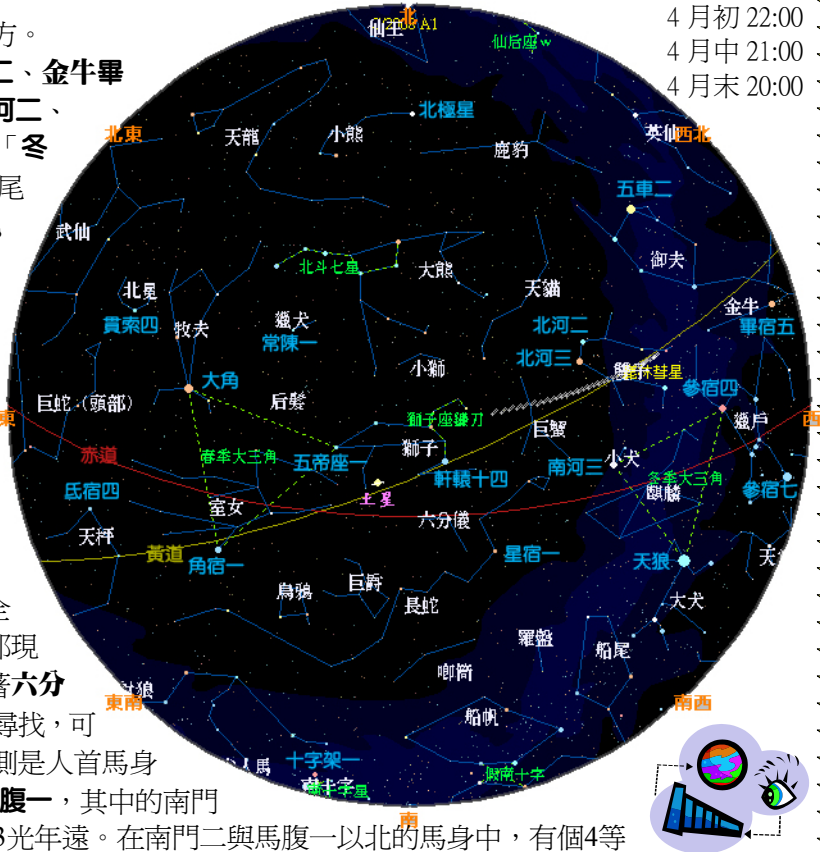 4 月初 22:00
4 月中 21:00
4 月末 20:00
方。
二、金牛畢
河二、
「冬
尾
北
仙王
仙后座w
北極星
北東
天龍
小熊
鹿豹
英仙
西北
五車二
武仙
北斗七星
大熊
御夫
天貓
北冕
貫索四
牧夫
獵犬
常陳一
北河二
北河三
金牛
畢宿五
小獅
雙子
大角
巨蛇（頭部）
后髮
獅子座鐮刀
參宿四
獵戶
東
西
赤道
春季大三角
五帝座一
獅子
軒轅十四
巨蟹
南河三
小犬
冬季大三角
麒麟
參宿七
土星
氐宿四
室女
六分儀
天秤
黃道
角宿一
烏鴉
巨爵
長蛇
星宿一
天狼
大犬
羅盤
船尾
唧筒
船帆
東南
南西
十字架一
假南十字
南
全
著六分
尋找，可
側是人首馬身
腹一，其中的南門
光年遠。在南門二與馬腹一以北的馬身中，有個4等